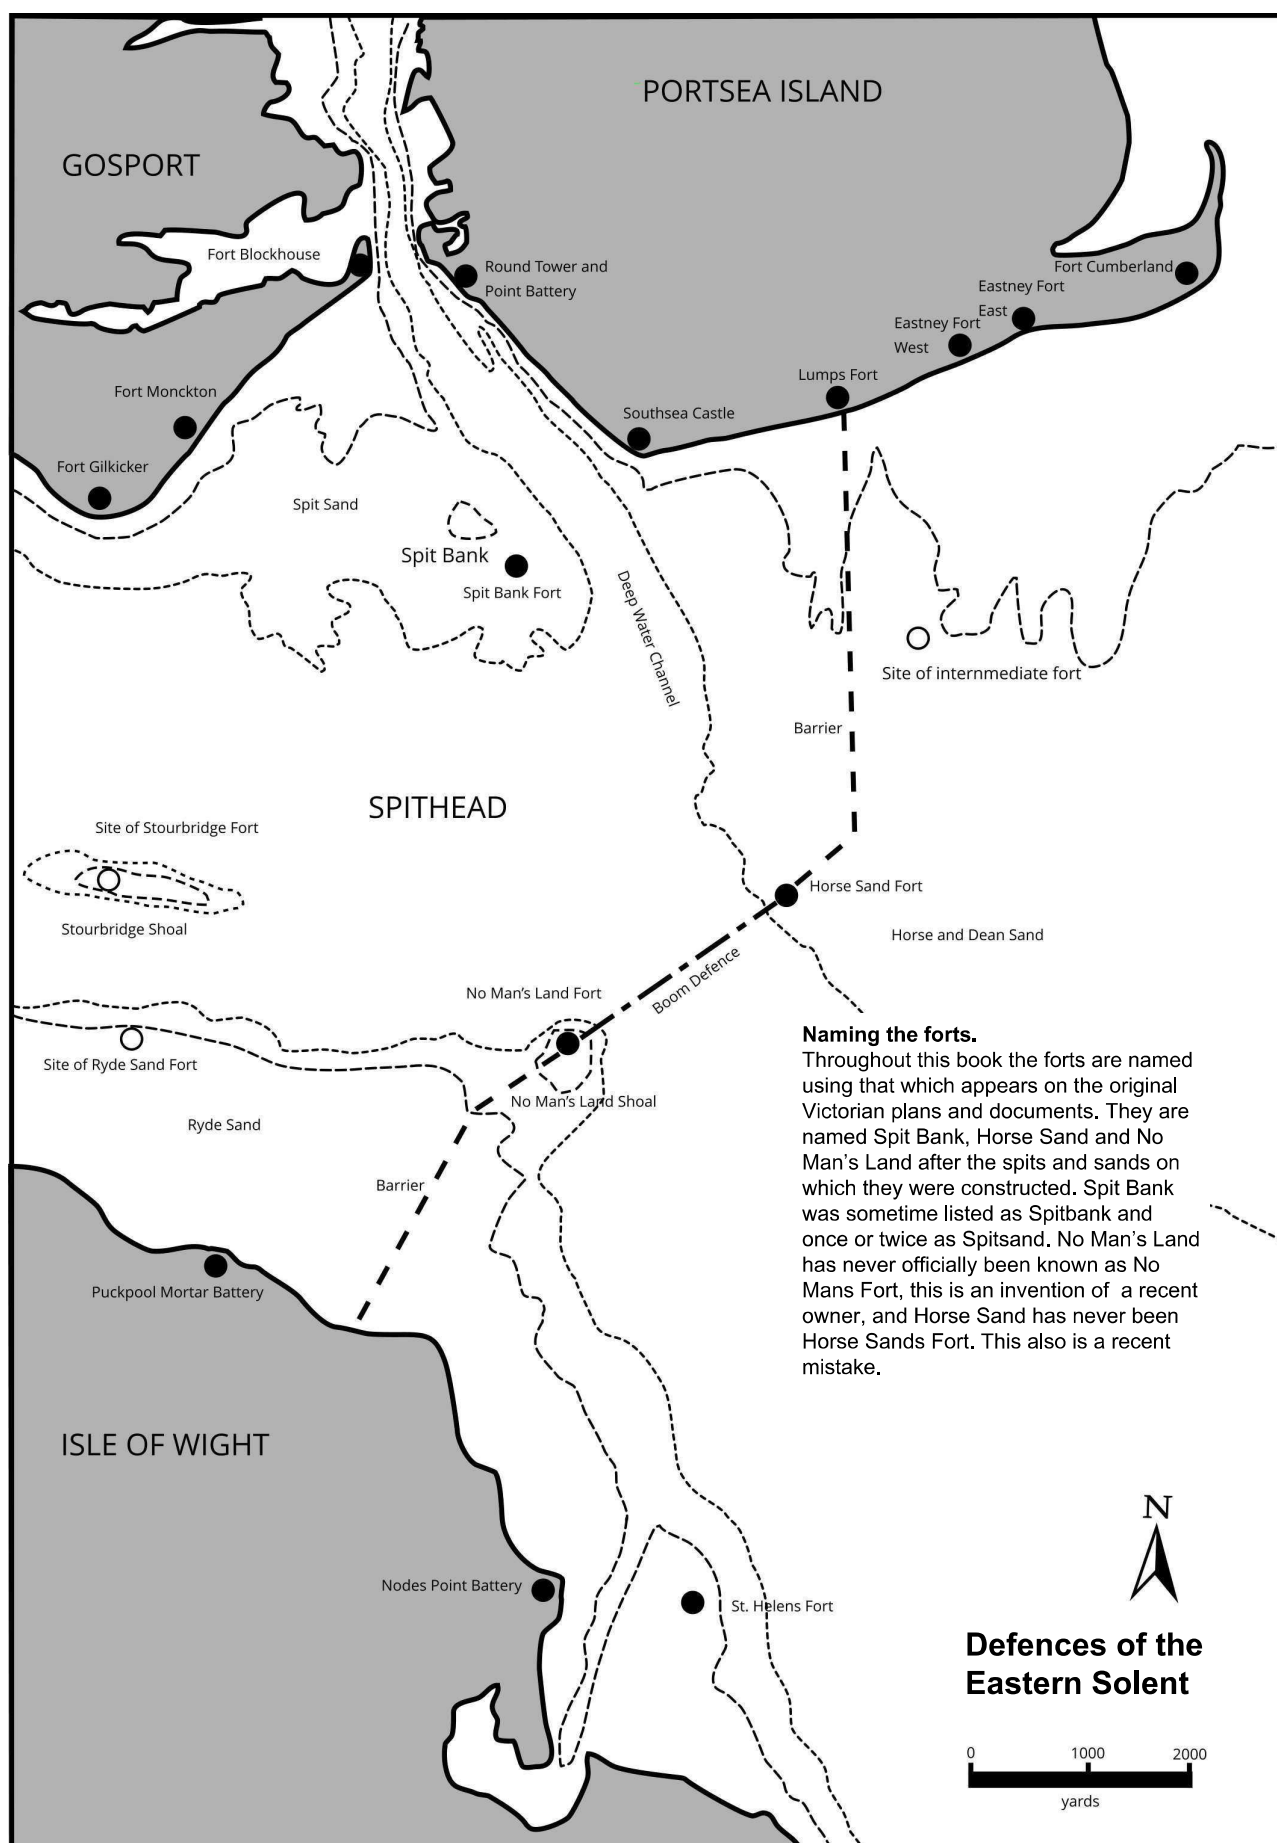 PORTSEA ISLAND
GOSPORT
Fort Blockhouse
Round Tower and
Point Battery
Fort Cumberland
Eastney Fort
East
Eastney Fort
West
Lumps Fort
Fort Monckton
Southsea Castle
Fort Gilkicker
Spit Sand
Spit Bank
Spit Bank Fort
Deep Water Channel
Site of internmediate fort
Barrier
SPITHEAD
Site of Stourbridge Fort
Stourbridge Shoal
Horse Sand Fort
Horse and Dean Sand
Boom Defence
No Man's Land Fort
Site of Ryde Sand Fort
No Man's Land Shoal
Ryde Sand
Barrier
Puckpool Mortar Battery
Naming the forts.
Throughout this book the forts are named
using that which appears on the original
Victorian plans and documents. They are
named Spit Bank, Horse Sand and No
Man's Land after the spits and sands on
which they were constructed. Spit Bank
was sometime listed as Spitbank and
once or twice as Spitsand. No Man's Land
has never officially been known as No
Mans Fort, this is an invention of  a recent
owner, and Horse Sand has never been
Horse Sands Fort. This also is a recent
mistake.
ISLE OF WIGHT
N
Nodes Point Battery
St. Helens Fort
Defences of the
Eastern Solent
0 1000 2000
yards